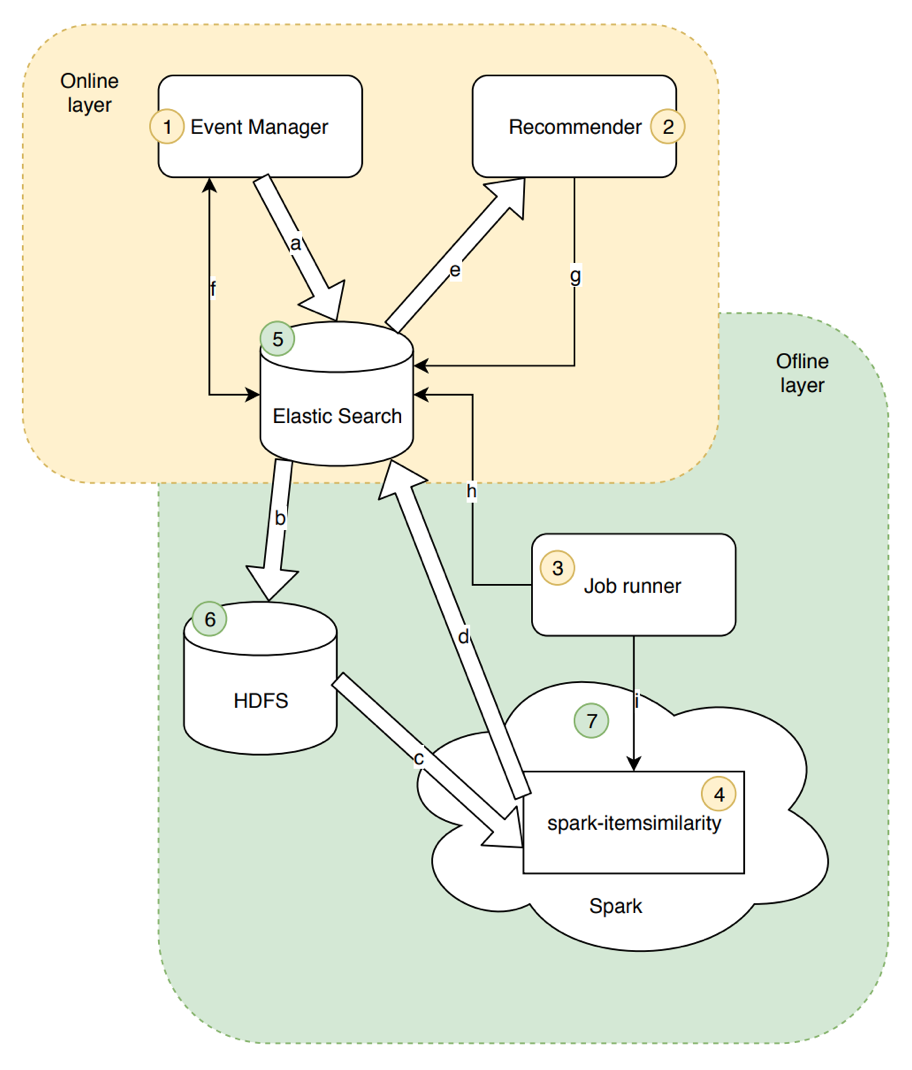 Online
layer
1
Event Manager
Recommender
2
a
e
f
g
5
Elastic Search
Ofline
layer
h
b
3
Job runner
6
HDFS
d
i
7
c
4
spark-itemsimilarity
Spark